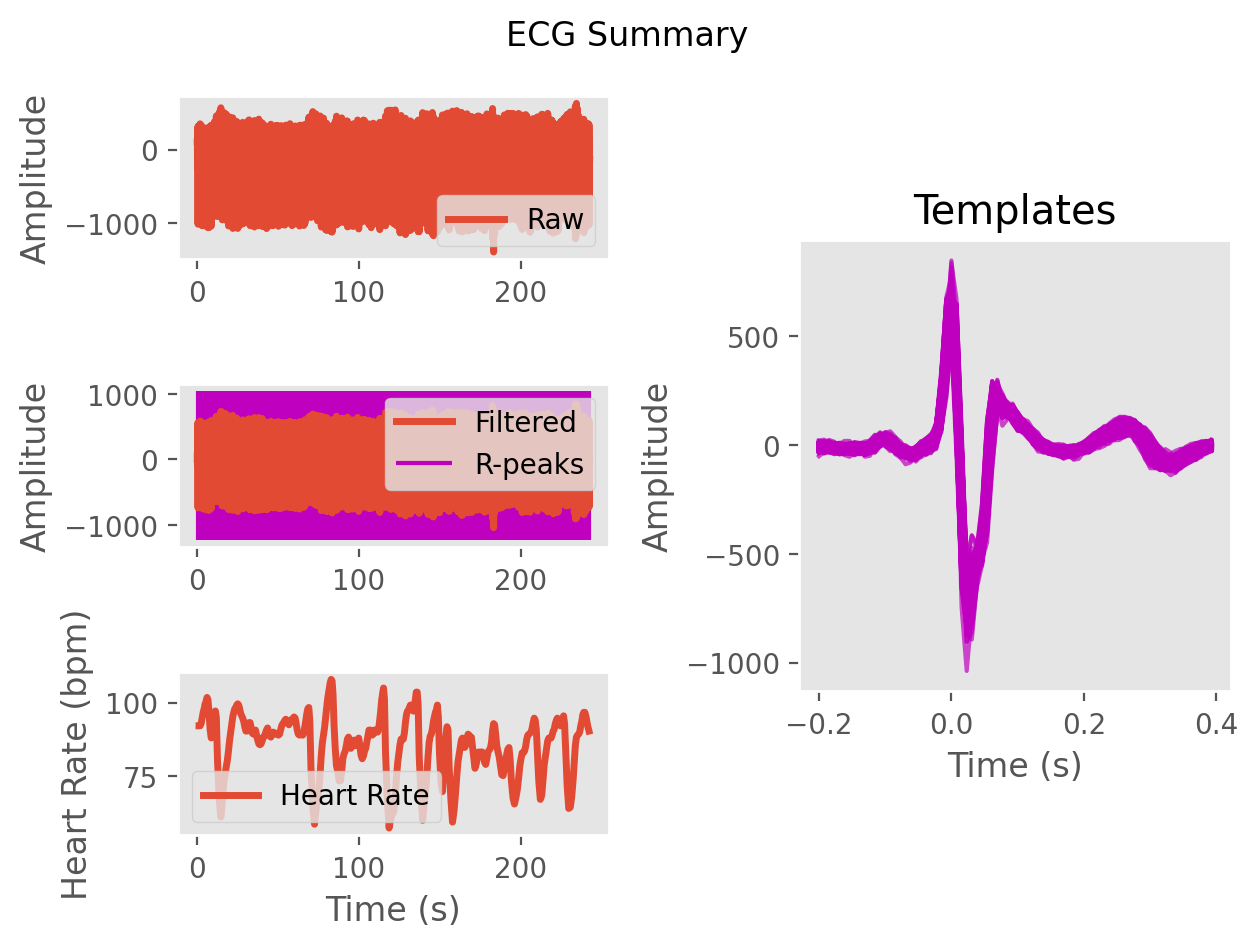 ECG Summary
Amplitude
0
−1000
Raw
0 100 200
Amplitude
1000
0
−1000
Filtered
R-peaks
0 100 200
Heart Rate (bpm)
100
75
Heart Rate
0 100 200
Time (s)
Templates
Amplitude
500
0
−500
−1000
−0.2 0.0 0.2 0.4
Time (s)